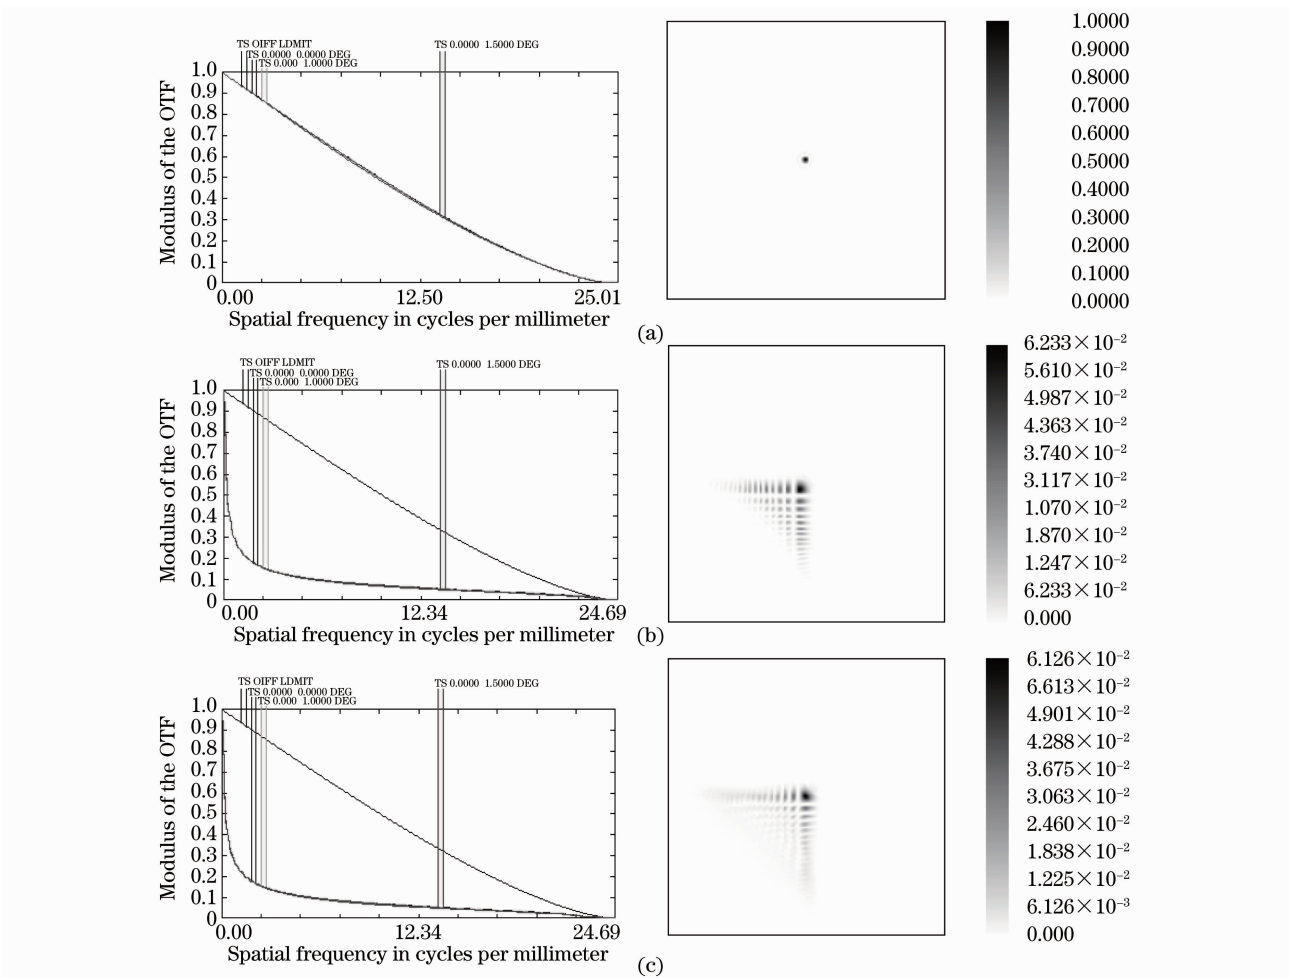 TS OIFF LDMIT
TS 0.0000 0.0000 DEG
TS 0.000 1.0000 DEG
TS 0.0000 1.5000 DEG
Modulus of the OTF
1.0
0.9
0.8
0.7
0.6
0.5
0.4
0.3
0.2
0.1
0
0.00 12.50 25.01
Spatial frequency in cycles per millimeter
1.0000
0.9000
0.8000
0.7000
0.6000
0.5000
0.4000
0.3000
0.2000
0.1000
0.0000
(a)
TS OIFF LDMIT
TS 0.0000 0.0000 DEG
TS 0.000 1.0000 DEG
TS 0.0000 1.5000 DEG
Modulus of the OTF
1.0
0.9
0.8
0.7
0.6
0.5
0.4
0.3
0.2
0.1
0
0.00 12.34 24.69
Spatial frequency in cycles per millimeter
6.233×10⁻²
5.610×10⁻²
4.987×10⁻²
4.363×10⁻²
3.740×10⁻²
3.117×10⁻²
1.070×10⁻²
1.870×10⁻²
1.247×10⁻²
6.233×10⁻²
0.000
(b)
TS OIFF LDMIT
TS 0.0000 0.0000 DEG
TS 0.000 1.0000 DEG
TS 0.0000 1.5000 DEG
Modulus of the OTF
1.0
0.9
0.8
0.7
0.6
0.5
0.4
0.3
0.2
0.1
0
0.00 12.34 24.69
Spatial frequency in cycles per millimeter
6.126×10⁻²
6.613×10⁻²
4.901×10⁻²
4.288×10⁻²
3.675×10⁻²
3.063×10⁻²
2.460×10⁻²
1.838×10⁻²
1.225×10⁻²
6.126×10⁻³
0.000
(c)